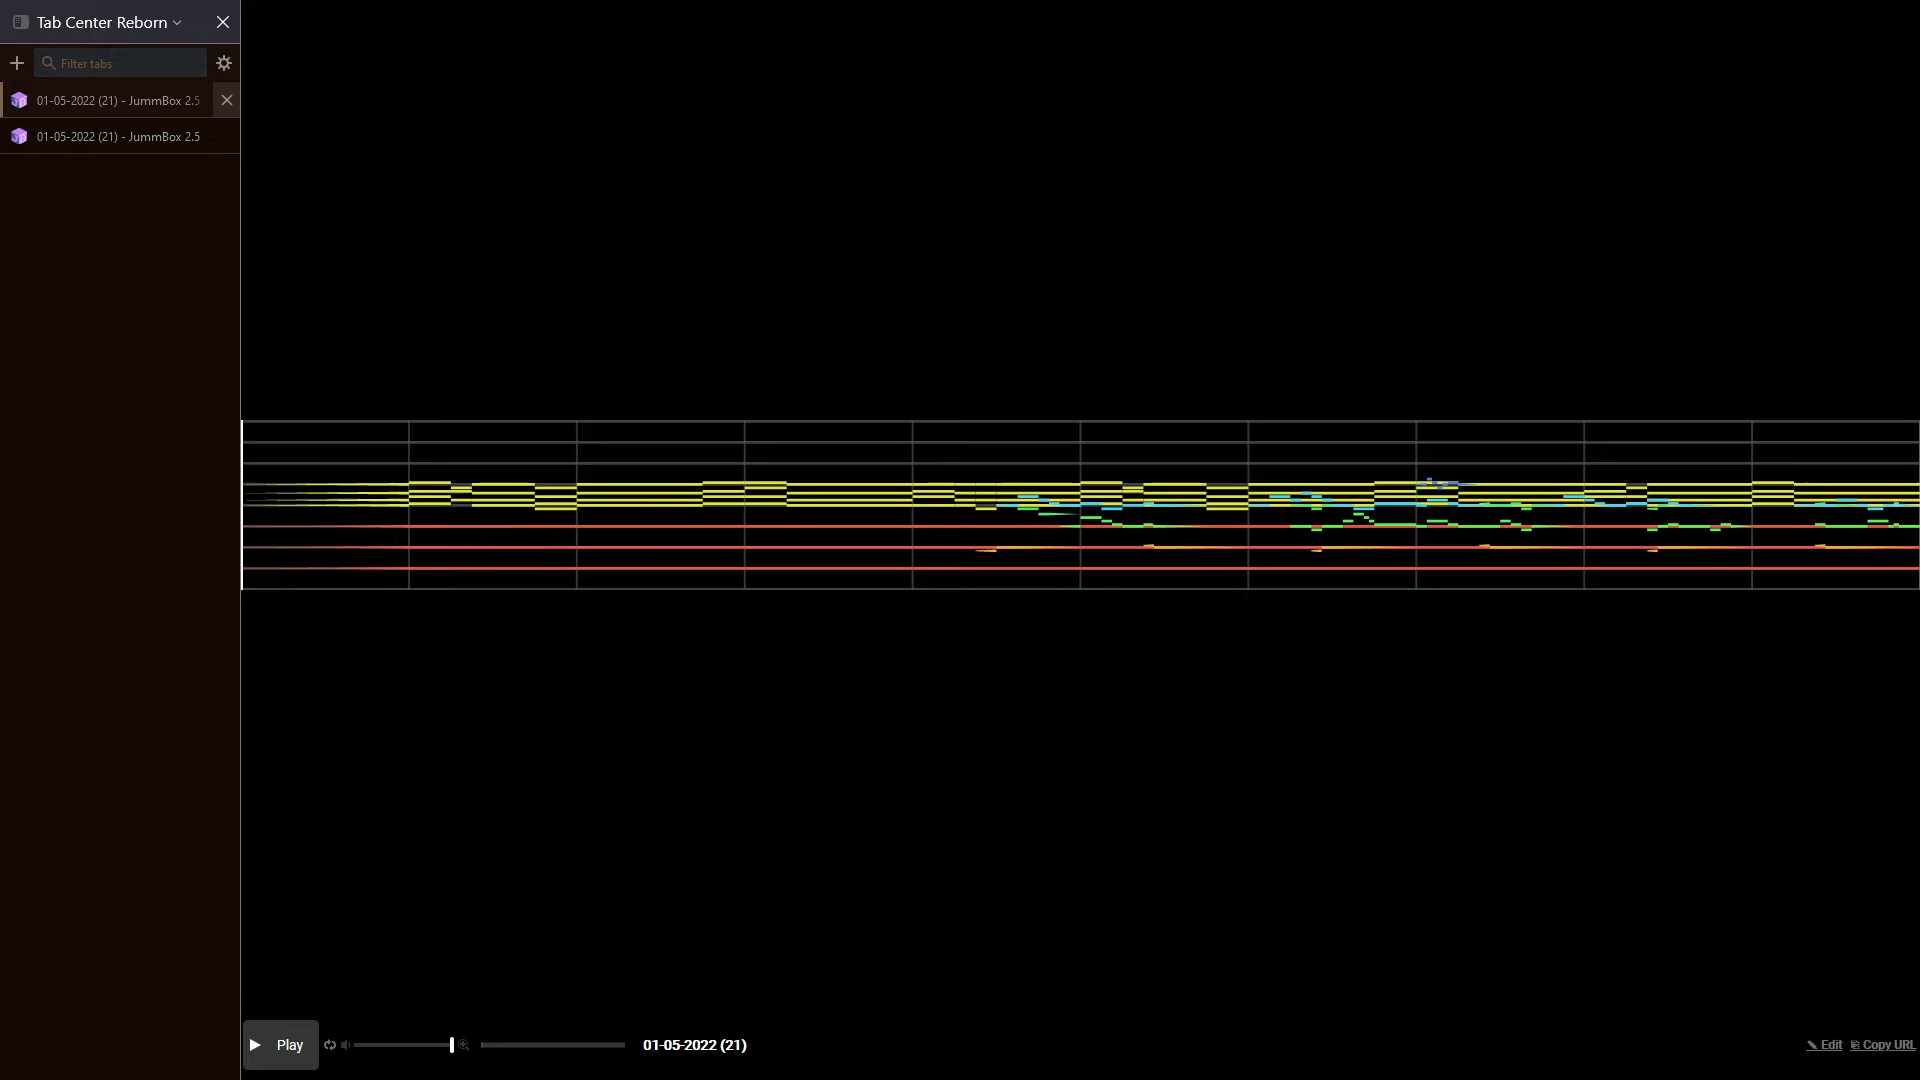 Tab Center Reborn
Filter tabs
01-05-2022 (21) - JummBox 2.5
01-05-2022 (21) - JummBox 2.5
Play
01-05-2022 (21)
Edit
Copy URL